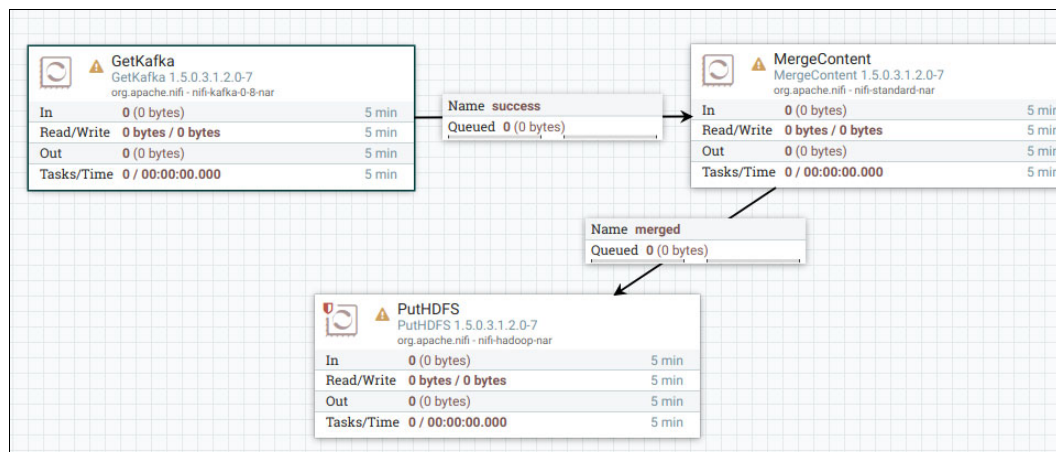 GetKafka
GetKafka 1.5.0.3.1.2.0-7
org.apache.nifi - nifi-kafka-0-8-nar
In 0 (0 bytes) 5 min
Read/Write 0 bytes / 0 bytes 5 min
Out 0 (0 bytes) 5 min
Tasks/Time 0 / 00:00:00.000 5 min
Name success
Queued 0 (0 bytes)
MergeContent
MergeContent 1.5.0.3.1.2.0-7
org.apache.nifi - nifi-standard-nar
In 0 (0 bytes) 5 min
Read/Write 0 bytes / 0 bytes 5 min
Out 0 (0 bytes) 5 min
Tasks/Time 0 / 00:00:00.000 5 min
Name merged
Queued 0 (0 bytes)
PutHDFS
PutHDFS 1.5.0.3.1.2.0-7
org.apache.nifi - nifi-hadoop-nar
In 0 (0 bytes) 5 min
Read/Write 0 bytes / 0 bytes 5 min
Out 0 (0 bytes) 5 min
Tasks/Time 0 / 00:00:00.000 5 min